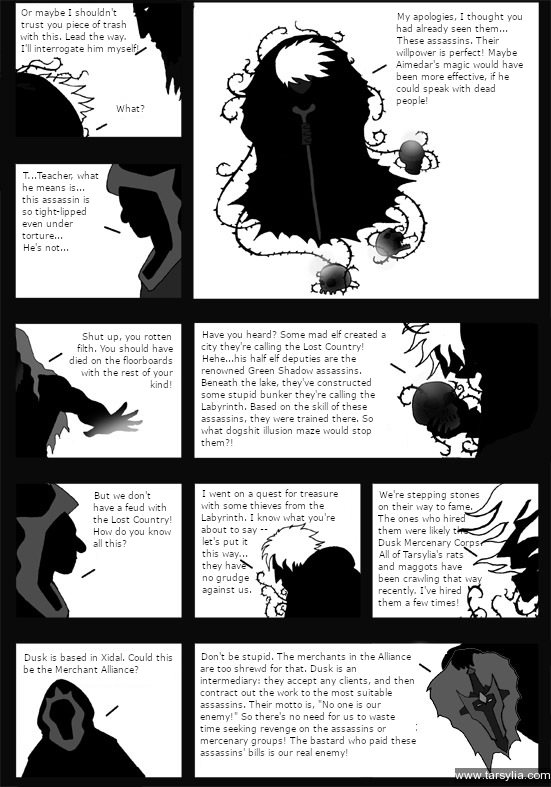 Or maybe I shouldn't
trust you piece of trash
with this. Lead the way.
I'll interrogate him myself!
What?
My apologies, I thought you
had already seen them...
These assassins. Their
willpower is perfect! Maybe
Aimedar's magic would have
been more effective, if he
could speak with dead
people!
T...Teacher, what
he means is...
this assassin is
so tight-lipped
even under
torture...
He's not...
Shut up, you rotten
filth. You should have
died on the floorboards
with the rest of your
kind!
Have you heard? Some mad elf created a
city they're calling the Lost Country!
Hehe...his half elf deputies are the
renowned Green Shadow assassins.
Beneath the lake, they've constructed
some stupid bunker they're calling the
Labyrinth. Based on the skill of these
assassins, they were trained there. So
what dogshit illusion maze would stop
them?!
But we don't
have a feud with
the Lost Country!
How do you know
all this?
I went on a quest for treasure
with some thieves from the
Labyrinth. I know what you're
about to say --
let's put it
this way...
they have
no grudge
against us.
We're stepping stones
on their way to fame.
The ones who hired
them were likely the
Dusk Mercenary Corps.
All of Tarsylia's rats
and maggots have
been crawling that way
recently. I've hired
them a few times!
Dusk is based in Xidal. Could this
be the Merchant Alliance?
Don't be stupid. The merchants in the Alliance
are too shrewd for that. Dusk is an
intermediary: they accept any clients, and then
contract out the work to the most suitable
assassins. Their motto is, "No one is our
enemy!" So there's no need for us to waste
time seeking revenge on the assassins or
mercenary groups! The bastard who paid these
assassins' bills is our real enemy!
www.tarsylia.com